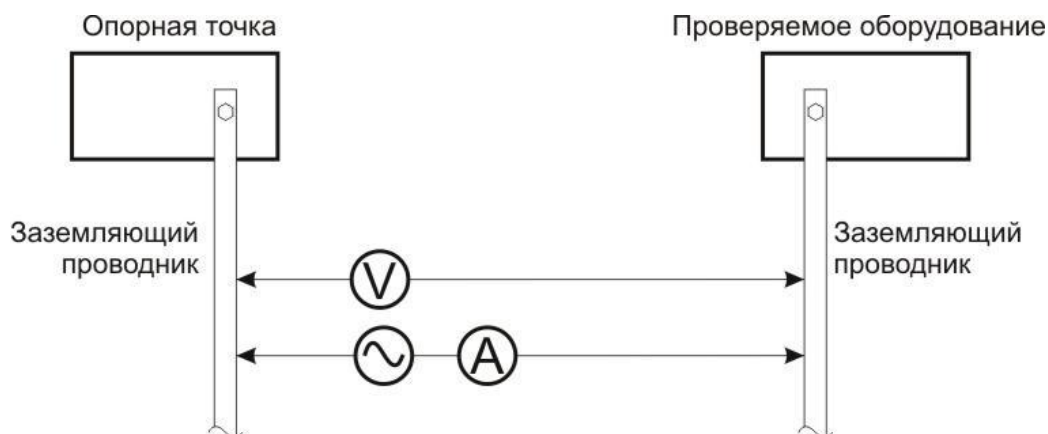 Опорная точка
Проверяемое оборудование
Заземляющий
проводник
Заземляющий
проводник
V
A